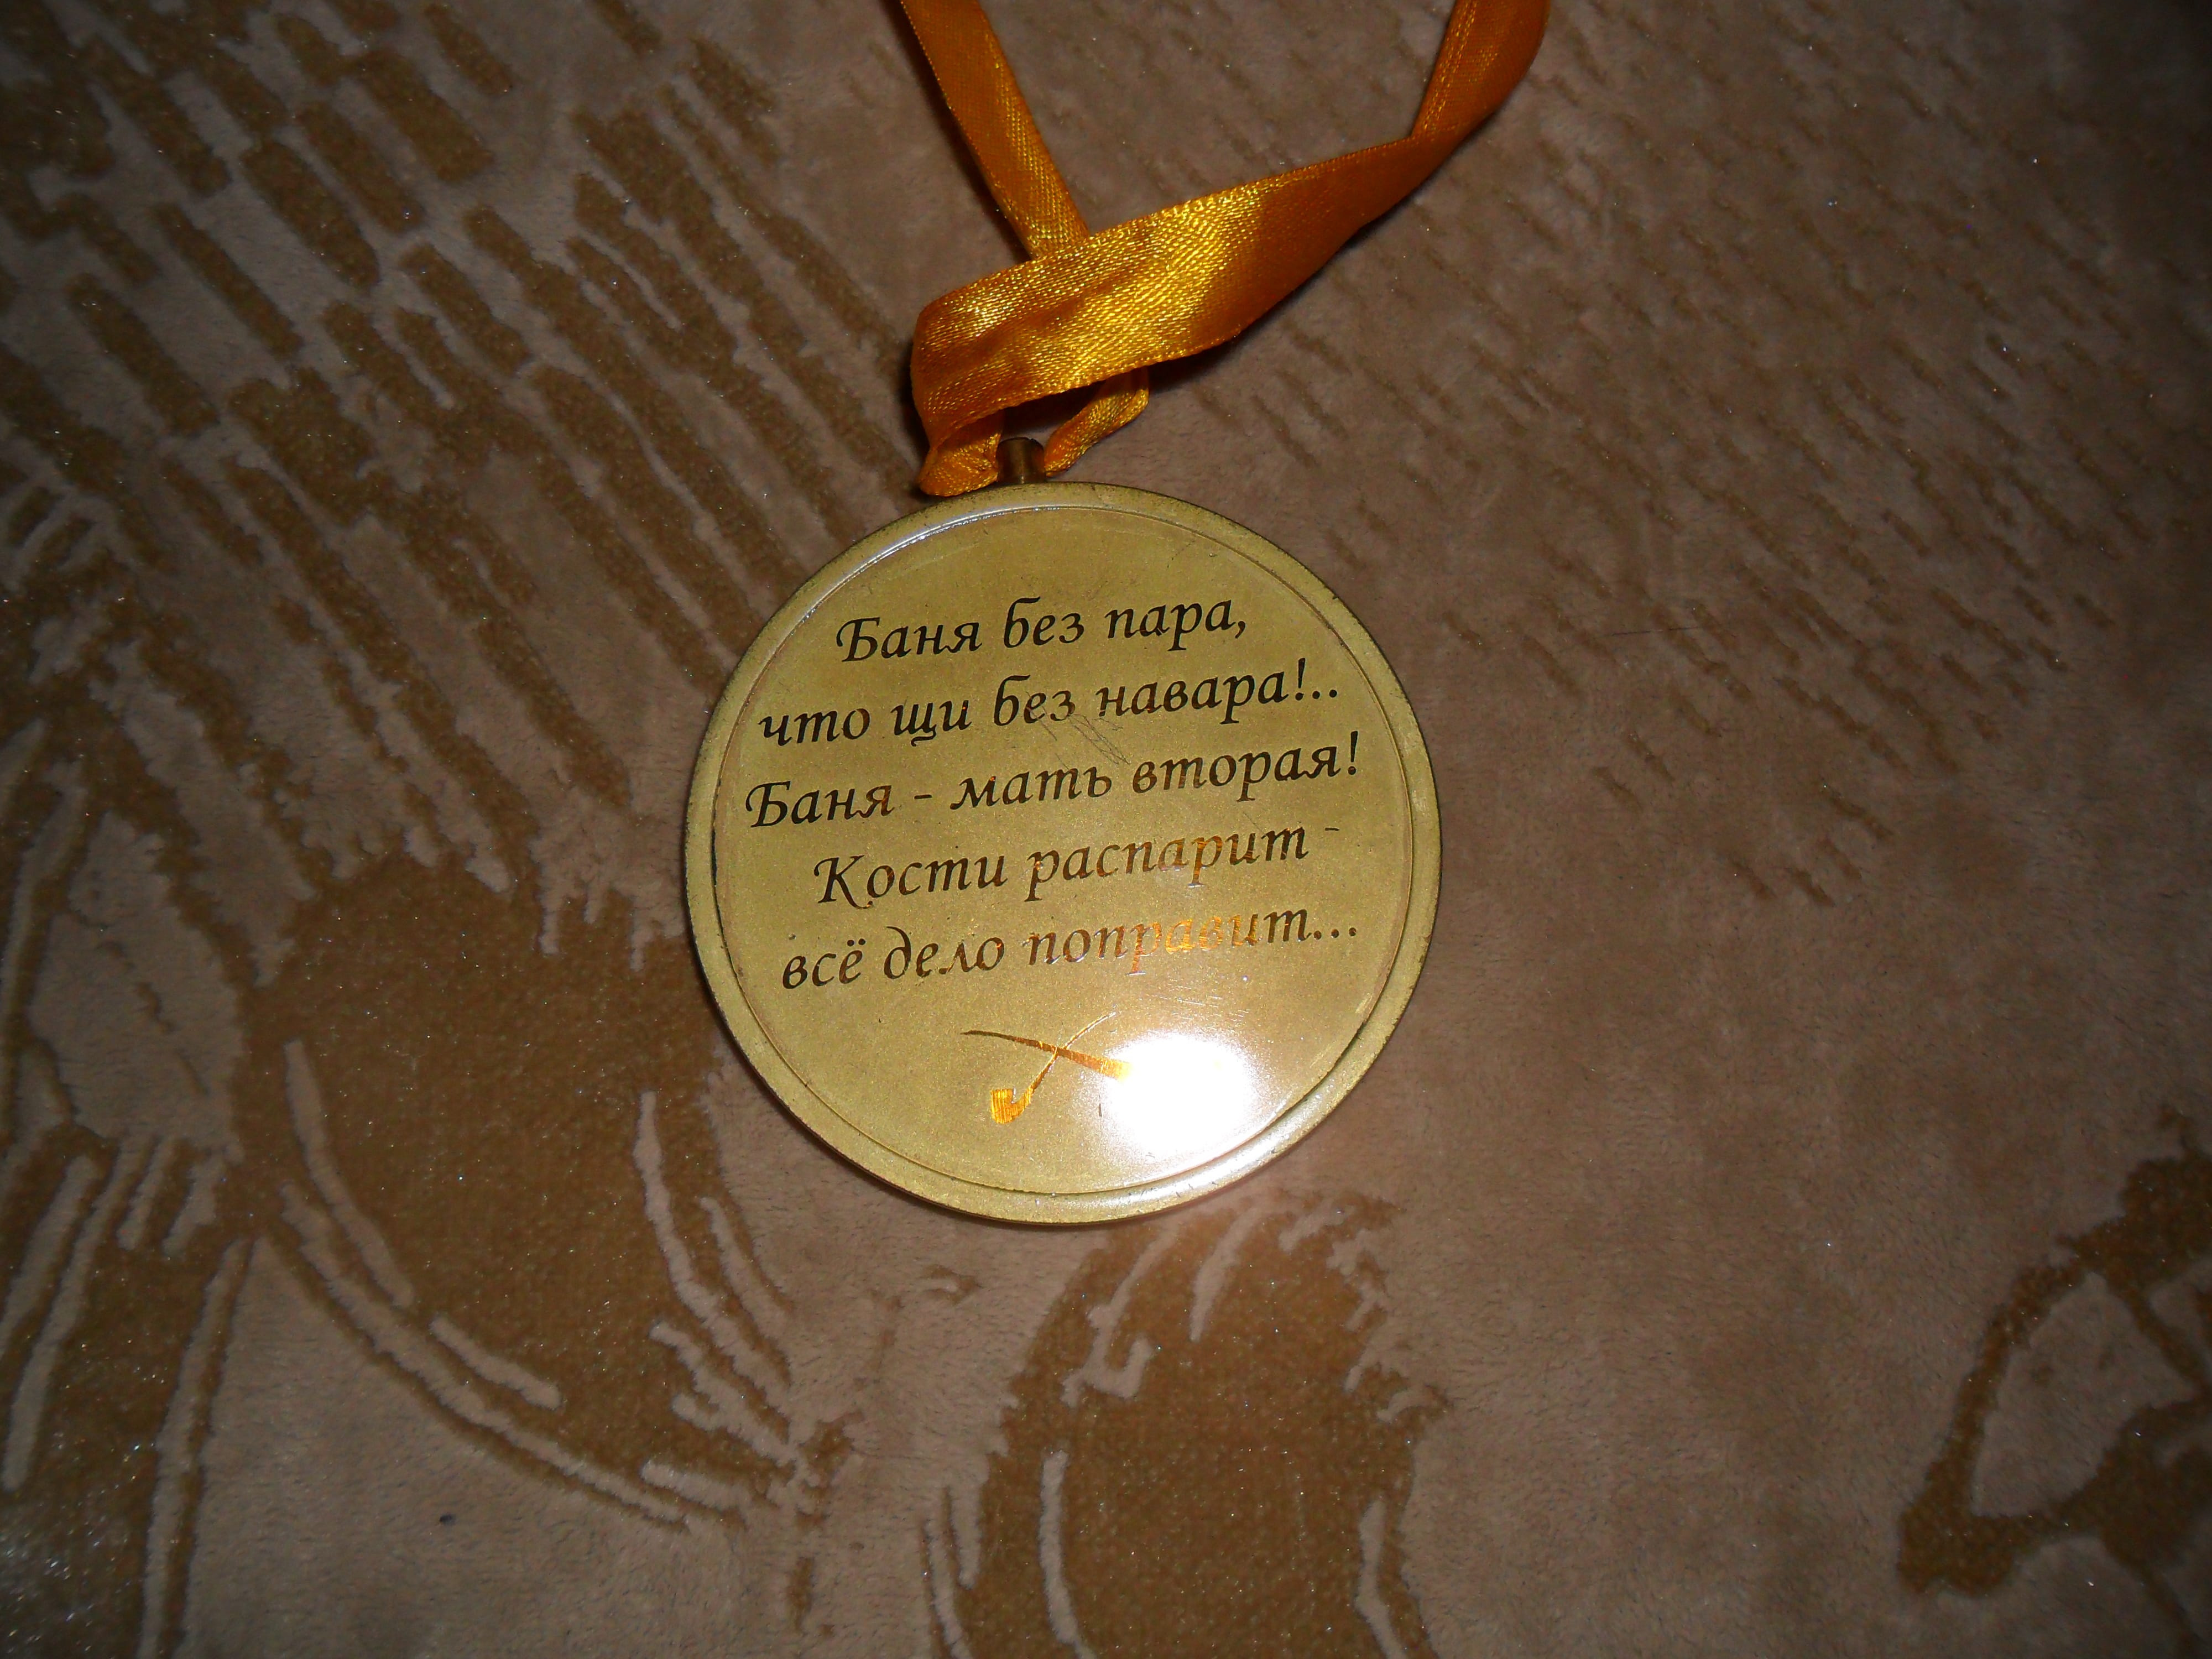 Баня без пара,
что щи без навара!..
Баня - мать вторая!
Кости распарит -
всё дело поправит...